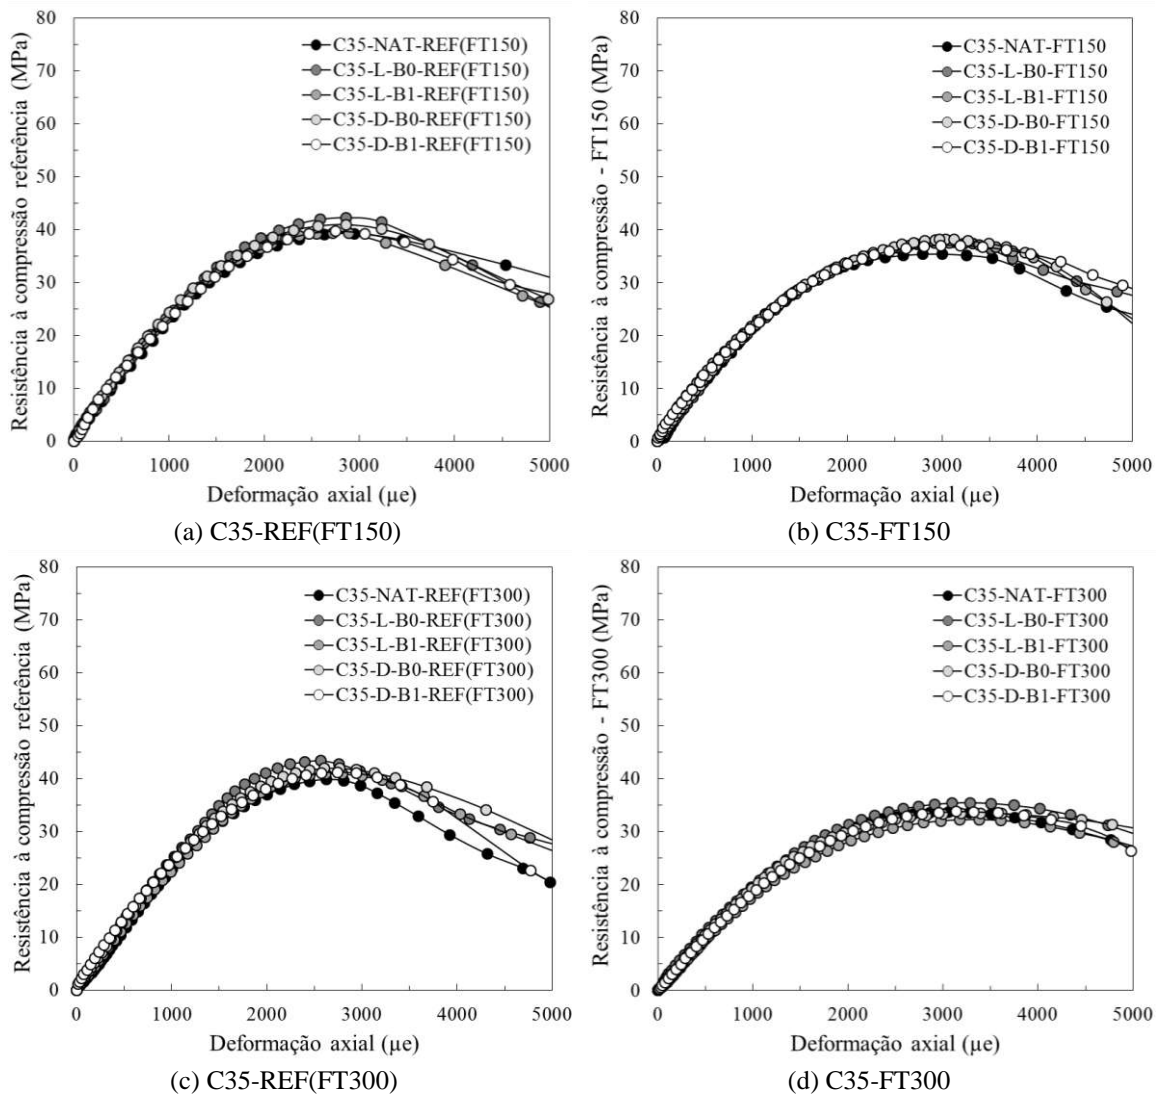 Resistência à compressão referência (MPa)
80
70
60
50
40
30
20
10
0
C35-NAT-REF(FT150)
C35-L-B0-REF(FT150)
C35-L-B1-REF(FT150)
C35-D-B0-REF(FT150)
C35-D-B1-REF(FT150)
0 1000 2000 3000 4000 5000
Deformação axial (µe)
(a) C35-REF(FT150)
Resistência à compressão - FT150 (MPa)
80
70
60
50
40
30
20
10
0
C35-NAT-FT150
C35-L-B0-FT150
C35-L-B1-FT150
C35-D-B0-FT150
C35-D-B1-FT150
0 1000 2000 3000 4000 5000
Deformação axial (µe)
(b) C35-FT150
Resistência à compressão referência (MPa)
80
70
60
50
40
30
20
10
0
C35-NAT-REF(FT300)
C35-L-B0-REF(FT300)
C35-L-B1-REF(FT300)
C35-D-B0-REF(FT300)
C35-D-B1-REF(FT300)
0 1000 2000 3000 4000 5000
Deformação axial (µe)
(c) C35-REF(FT300)
Resistência à compressão - FT300 (MPa)
80
70
60
50
40
30
20
10
0
C35-NAT-FT300
C35-L-B0-FT300
C35-L-B1-FT300
C35-D-B0-FT300
C35-D-B1-FT300
0 1000 2000 3000 4000 5000
Deformação axial (µe)
(d) C35-FT300